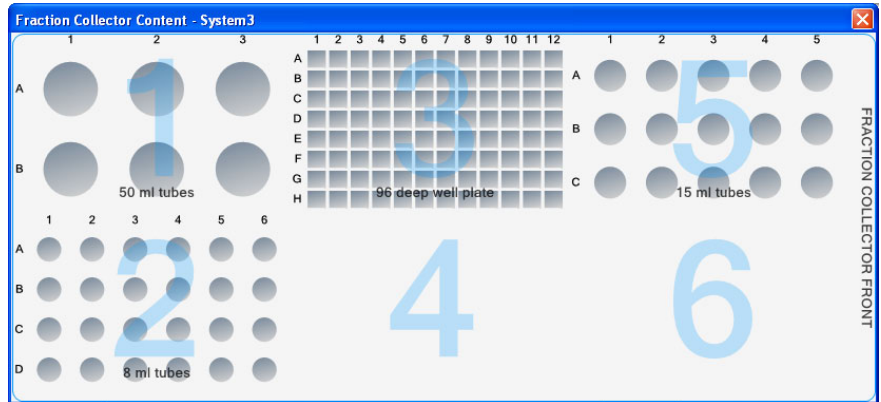 Fraction Collector Content - System3
1 2 3
A
B
1
50 ml tubes
1 2 3 4 5 6
A
B
C
D
2
8 ml tubes
1 2 3 4 5 6 7 8 9 10 11 12
A
B
C
D
E
F
G
H
3
96 deep well plate
4
1 2 3 4 5
A
B
C
5
15 ml tubes
6
FRACTION COLLECTOR FRONT